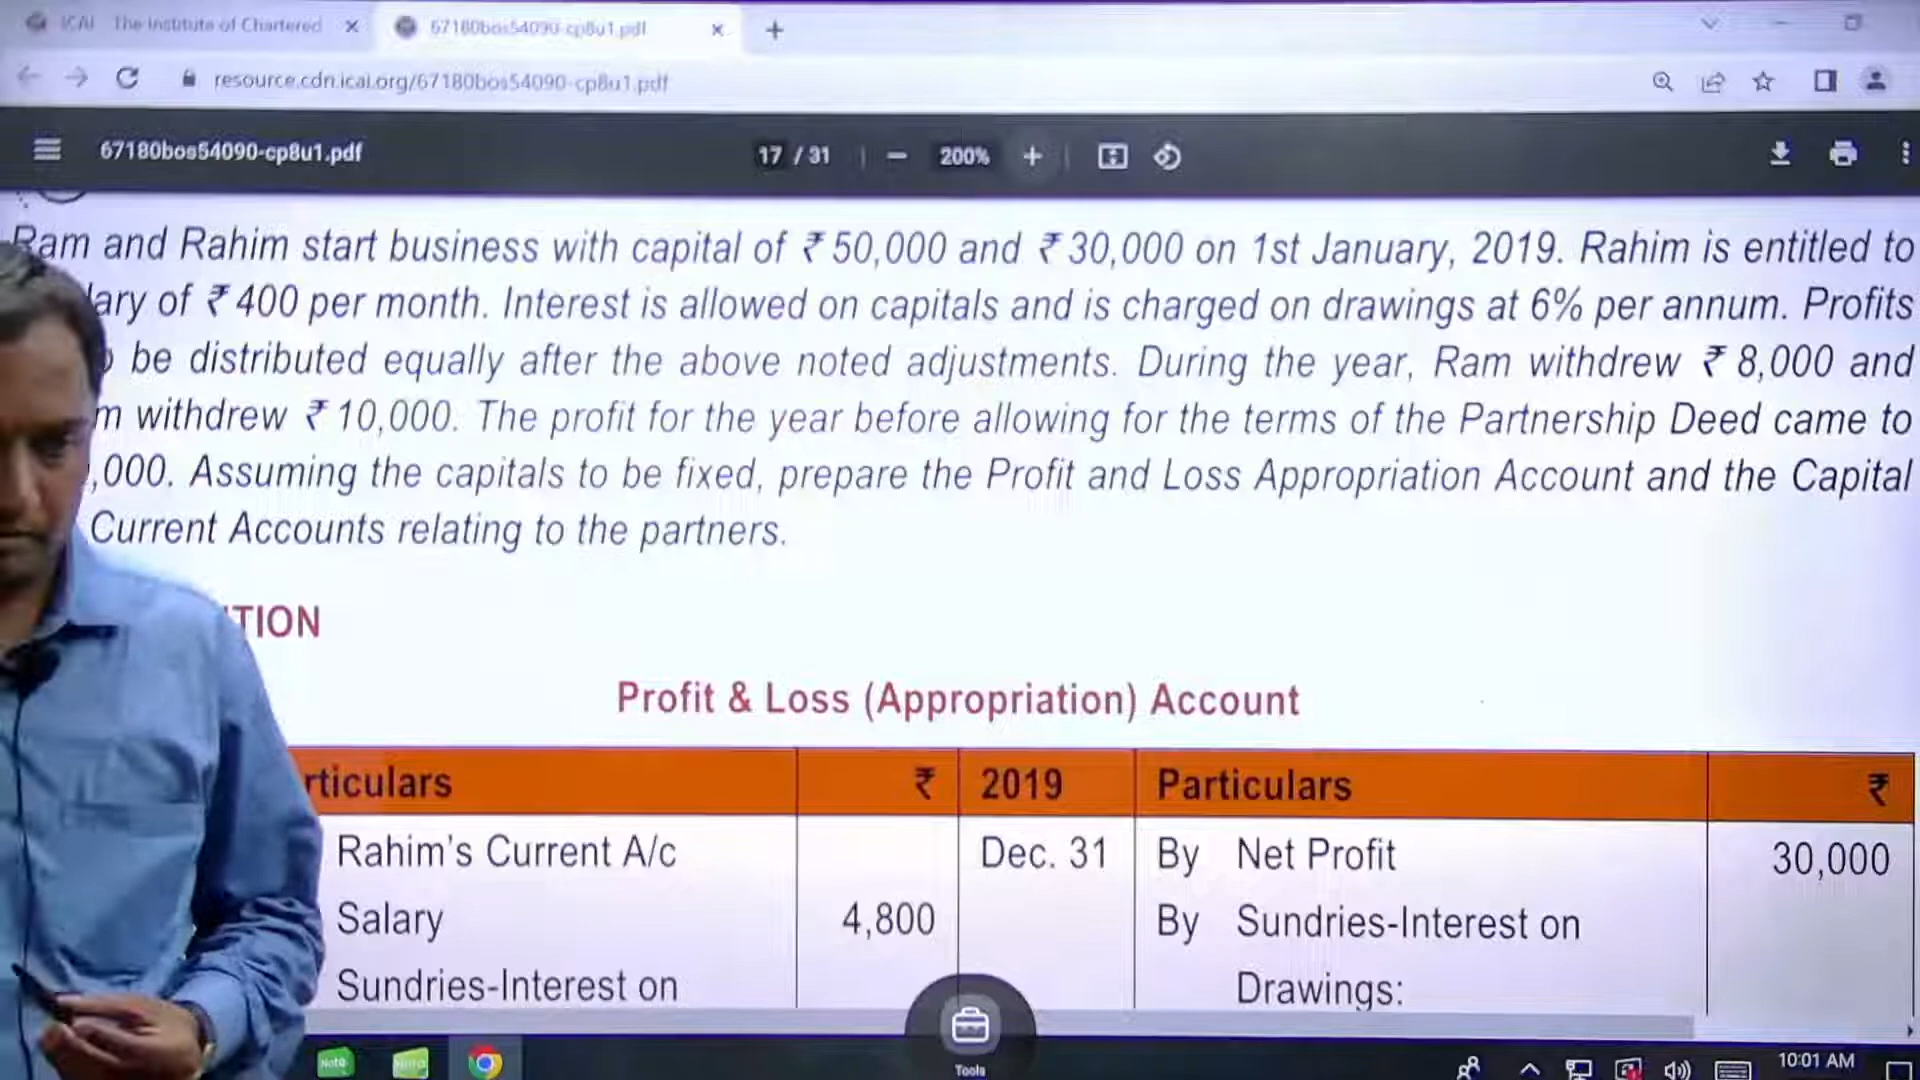 ICAI - The Institute of Chartered
67180bos54090-cp8u1.pdf
resource.cdn.icai.org/67180bos54090-cp8u1.pdf
67180bos54090-cp8u1.pdf
17 / 31
200%
Ram and Rahim start business with capital of ₹ 50,000 and ₹ 30,000 on 1st January, 2019. Rahim is entitled to
lary of ₹ 400 per month. Interest is allowed on capitals and is charged on drawings at 6% per annum. Profits
be distributed equally after the above noted adjustments. During the year, Ram withdrew ₹ 8,000 and
m withdrew ₹ 10,000. The profit for the year before allowing for the terms of the Partnership Deed came to
,000. Assuming the capitals to be fixed, prepare the Profit and Loss Appropriation Account and the Capital
Current Accounts relating to the partners.
TION
Profit & Loss (Appropriation) Account
rticulars ₹ 2019 Particulars ₹
Rahim's Current A/c Dec. 31 By Net Profit 30,000
Salary 4,800 By Sundries-Interest on
Sundries-Interest on Drawings:
Note
Note
Tools
10:01 AM